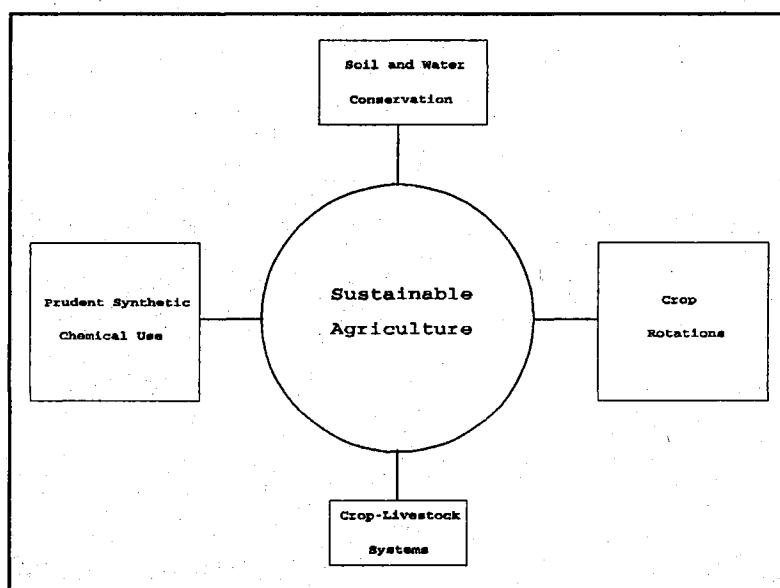 Soil and Water
Conservation
Prudent Synthetic
Chemical Use
Sustainable
Agriculture
Crop
Rotations
Crop-Livestock
Systems